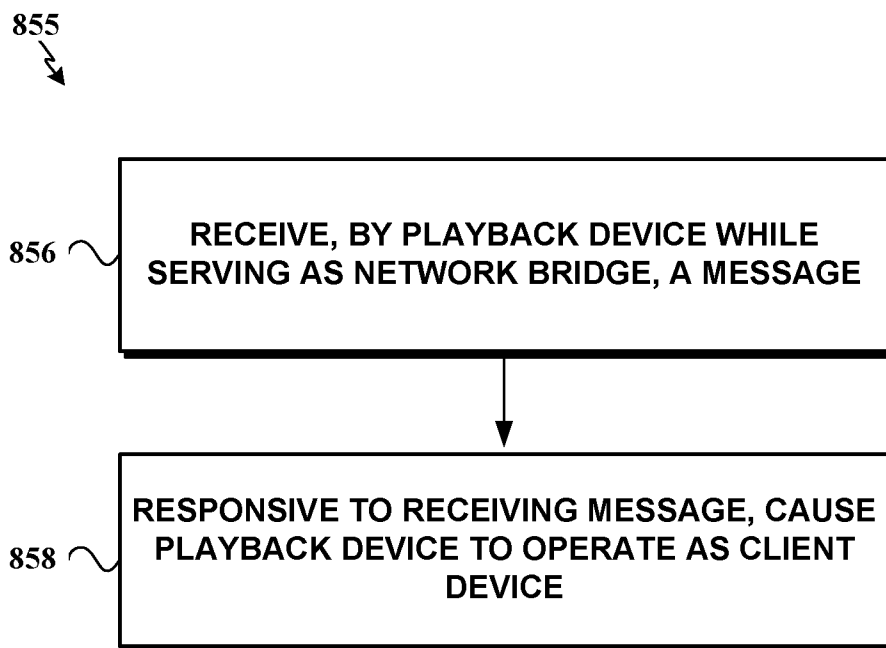 855
856
RECEIVE, BY PLAYBACK DEVICE WHILE
SERVING AS NETWORK BRIDGE, A MESSAGE
858
RESPONSIVE TO RECEIVING MESSAGE, CAUSE
PLAYBACK DEVICE TO OPERATE AS CLIENT
DEVICE